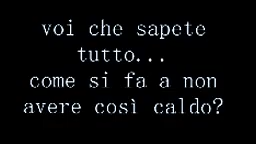 voi che sapete
tutto...
come si fa a non
avere così caldo?